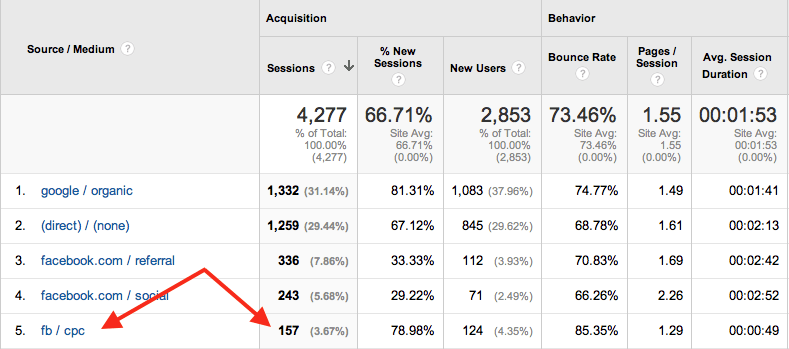 Acquisition Behavior
Source / Medium ? Sessions ? % New Sessions ? New Users ? Bounce Rate ? Pages / Session ? Avg. Session Duration ?
4,277 66.71% 2,853 73.46% 1.55 00:01:53
% of Total: Site Avg: % of Total: Site Avg: Site Avg: Site Avg:
100.00% 66.71% 100.00% 73.46% 1.55 00:01:53
(4,277) (0.00%) (2,853) (0.00%) (0.00%) (0.00%)
1. google / organic 1,332 (31.14%) 81.31% 1,083 (37.96%) 74.77% 1.49 00:01:41
2. (direct) / (none) 1,259 (29.44%) 67.12% 845 (29.62%) 68.78% 1.61 00:02:13
3. facebook.com / referral 336 (7.86%) 33.33% 112 (3.93%) 70.83% 1.69 00:02:42
4. facebook.com / social 243 (5.68%) 29.22% 71 (2.49%) 66.26% 2.26 00:02:52
5. fb / cpc 157 (3.67%) 78.98% 124 (4.35%) 85.35% 1.29 00:00:49